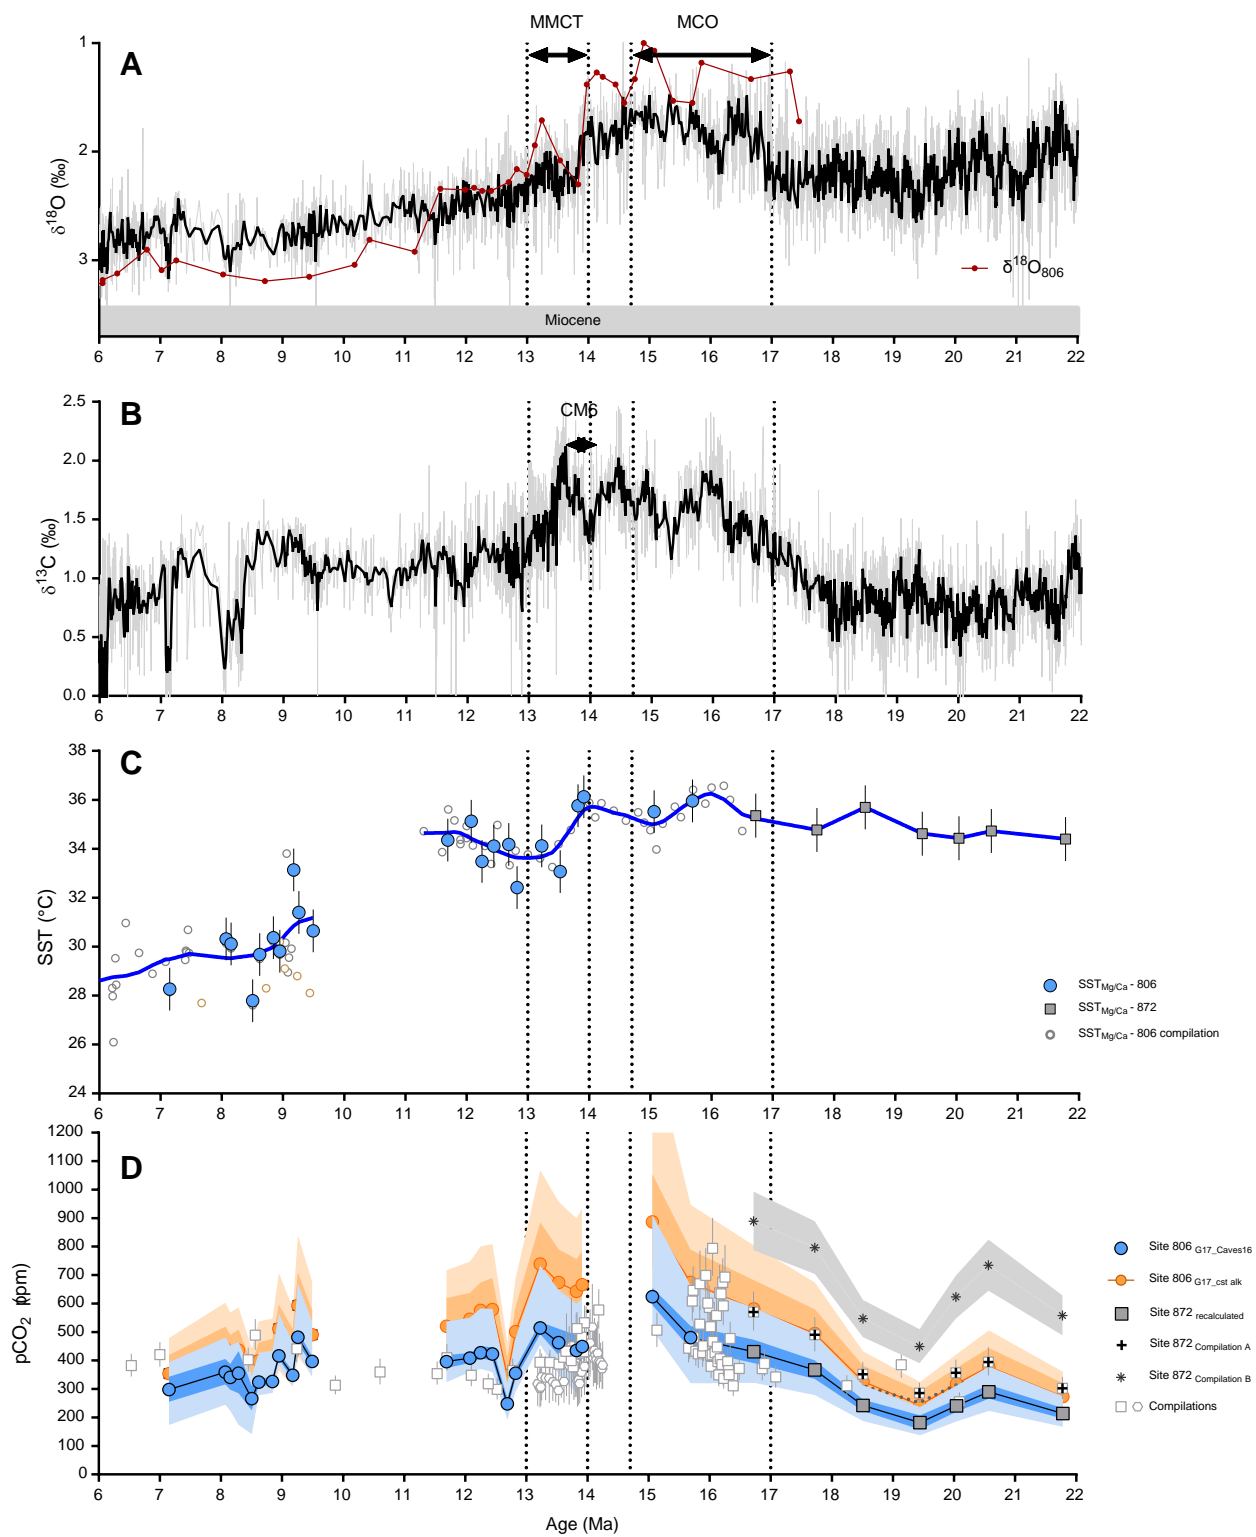 MMCT MCO
A
1
2
3
δ18O (‰)
δ18O806
Miocene
6 7 8 9 10 11 12 13 14 15 16 17 18 19 20 21 22
B
CM6
2.5
2.0
1.5
1.0
0.5
0.0
δ13C (‰)
6 7 8 9 10 11 12 13 14 15 16 17 18 19 20 21 22
C
38
36
34
32
30
28
26
24
SST (°C)
SSTMg/Ca - 806
SSTMg/Ca - 872
SSTMg/Ca - 806 compilation
6 7 8 9 10 11 12 13 14 15 16 17 18 19 20 21 22
D
1200
1100
1000
900
800
700
600
500
400
300
200
100
0
pCO2 (ppm)
Site 806 G17_Caves16
Site 806 G17_cst alk
Site 872 recalculated
Site 872 Compilation A
Site 872 Compilation B
Compilations
6 7 8 9 10 11 12 13 14 15 16 17 18 19 20 21 22
Age (Ma)